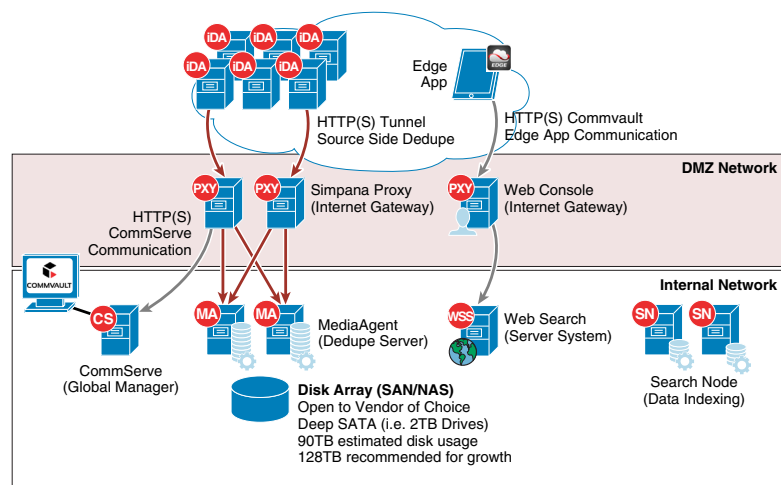 iDA
iDA
iDA
iDA
iDA
iDA
Edge
App
EDGE
HTTP(S) Tunnel
Source Side Dedupe
HTTP(S) Commvault
Edge App Communication
DMZ Network
PXY
PXY
Simpana Proxy
(Internet Gateway)
PXY
Web Console
(Internet Gateway)
HTTP(S)
CommServe
Communication
Internal Network
COMMVAULT
CS
CommServe
(Global Manager)
MA
MA
MediaAgent
(Dedupe Server)
WSS
Web Search
(Server System)
SN
SN
Search Node
(Data Indexing)
Disk Array (SAN/NAS)
Open to Vendor of Choice
Deep SATA (i.e. 2TB Drives)
90TB estimated disk usage
128TB recommended for growth